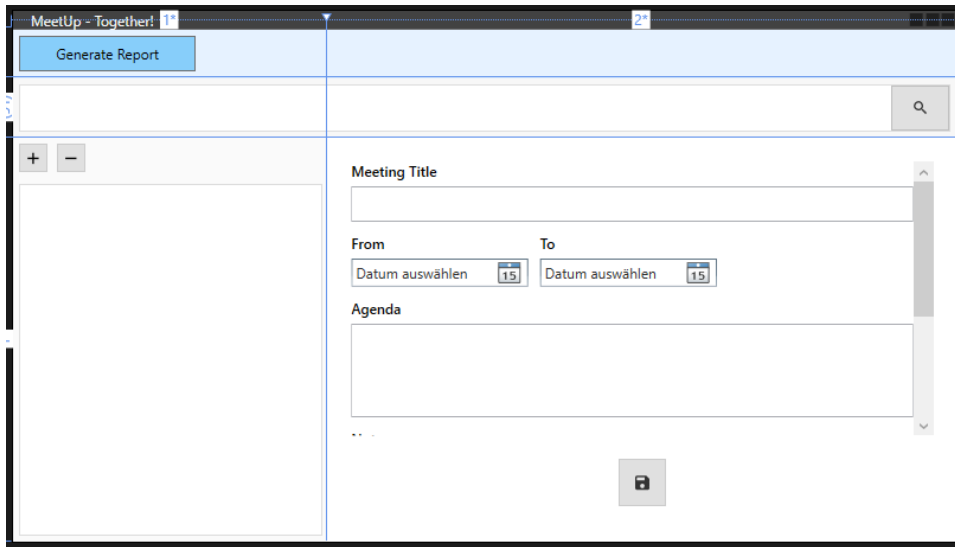 MeetUp - Together! 1* 2*
Generate Report
+ −
Meeting Title
From To
Datum auswählen 15 Datum auswählen 15
Agenda